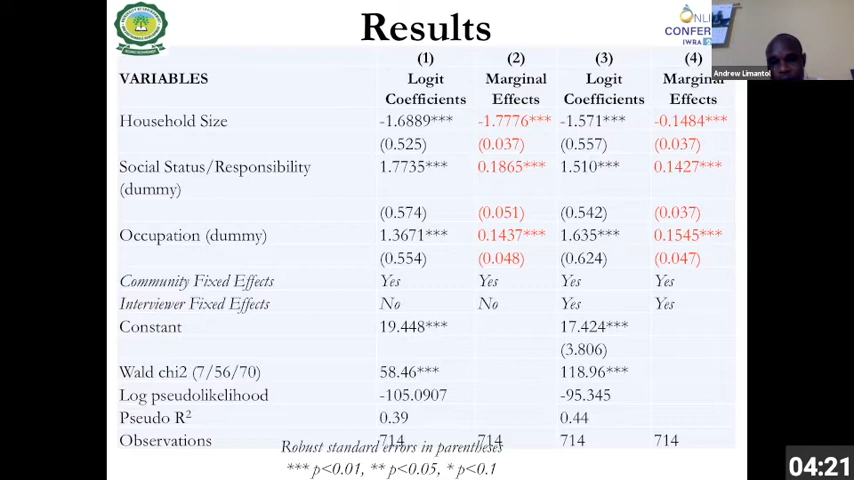 Results
ONLI
CONFER
IWRA
Andrew Limantol
(1) (2) (3) (4)
VARIABLES Logit Marginal Logit Margin
Coefficients Effects Coefficients Effects
Household Size -1.6889*** -1.7776*** -1.571*** -0.1484***
(0.525) (0.037) (0.557) (0.037)
Social Status/Responsibility 1.7735*** 0.1865*** 1.510*** 0.1427***
(dummy)
(0.574) (0.051) (0.542) (0.037)
Occupation (dummy) 1.3671*** 0.1437*** 1.635*** 0.1545***
(0.554) (0.048) (0.624) (0.047)
Community Fixed Effects Yes Yes Yes Yes
Interviewer Fixed Effects No No Yes Yes
Constant 19.448*** 17.424***
(3.806)
Wald chi2 (7/56/70) 58.46*** 118.96***
Log pseudolikelihood -105.0907 -95.345
Pseudo R² 0.39 0.44
Observations 714 714 714 714
Robust standard errors in parentheses
*** p<0.01, ** p<0.05, * p<0.1
04:21